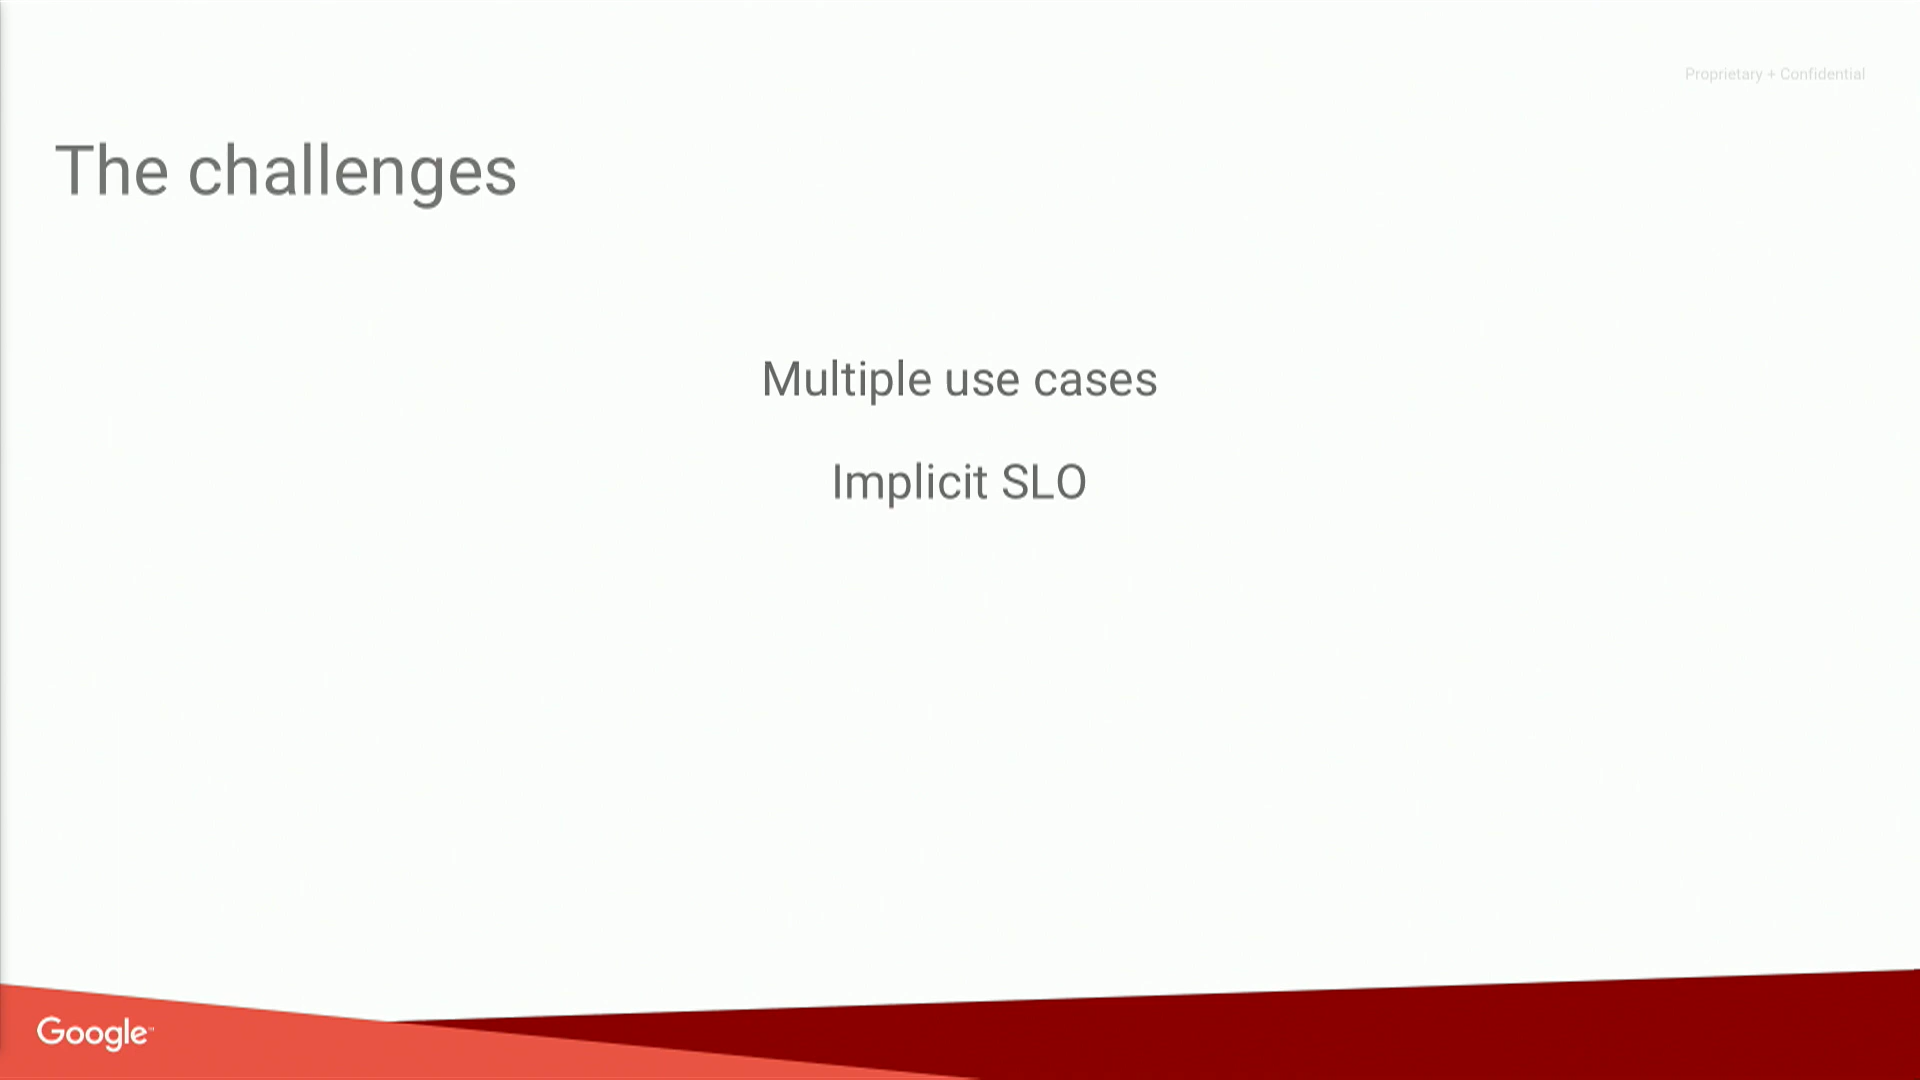 Proprietary + Confidential
The challenges
Multiple use cases
Implicit SLO
Google